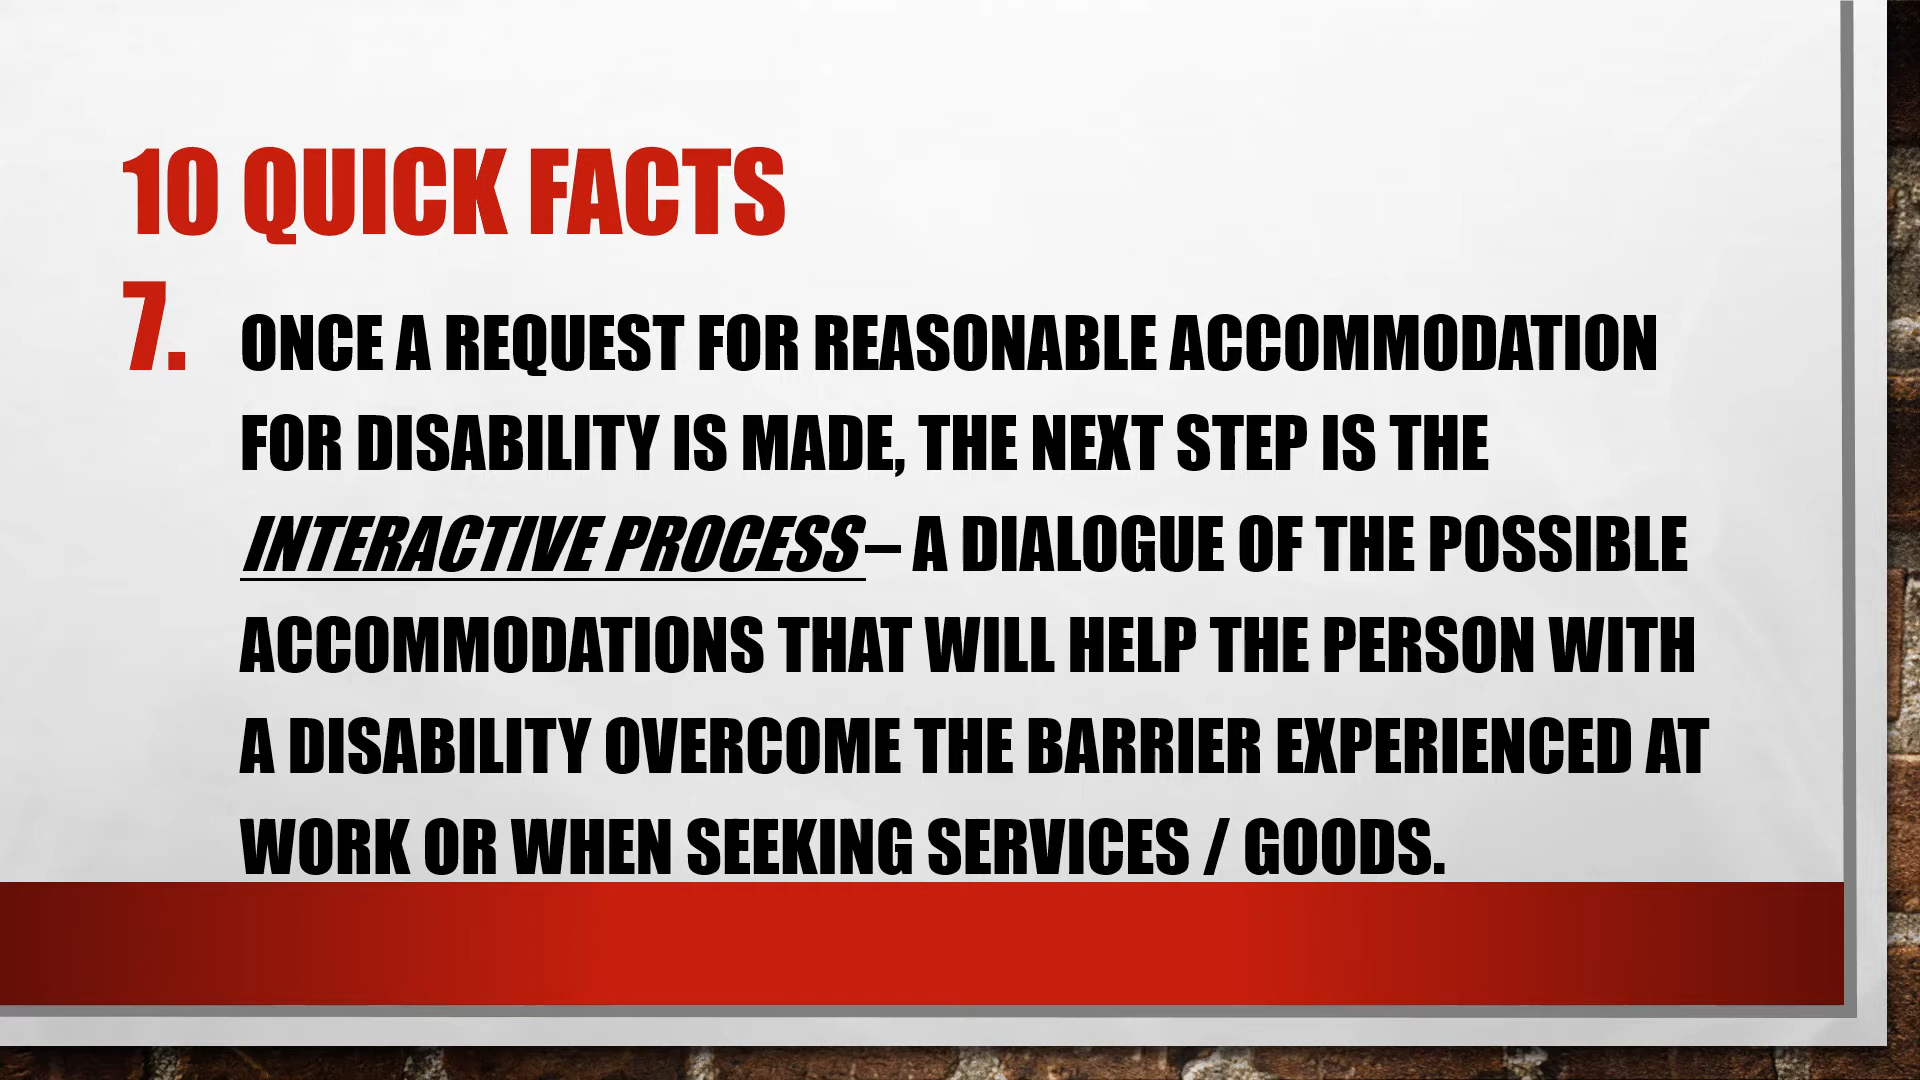 10 QUICK FACTS
7. ONCE A REQUEST FOR REASONABLE ACCOMMODATION
FOR DISABILITY IS MADE, THE NEXT STEP IS THE
INTERACTIVE PROCESS – A DIALOGUE OF THE POSSIBLE
ACCOMMODATIONS THAT WILL HELP THE PERSON WITH
A DISABILITY OVERCOME THE BARRIER EXPERIENCED AT
WORK OR WHEN SEEKING SERVICES / GOODS.